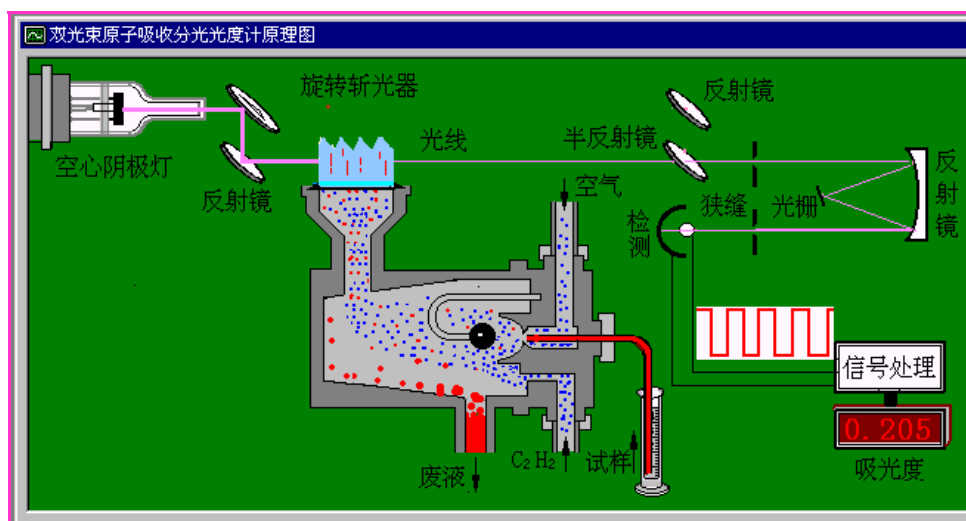 双光束原子吸收分光光度计原理图
旋转斩光器
反射镜
光线
半反射镜
空心阴极灯
反射镜
空气
检测
狭缝
光栅
反射镜
信号处理
0.205
吸光度
C₂H₂
试样
废液